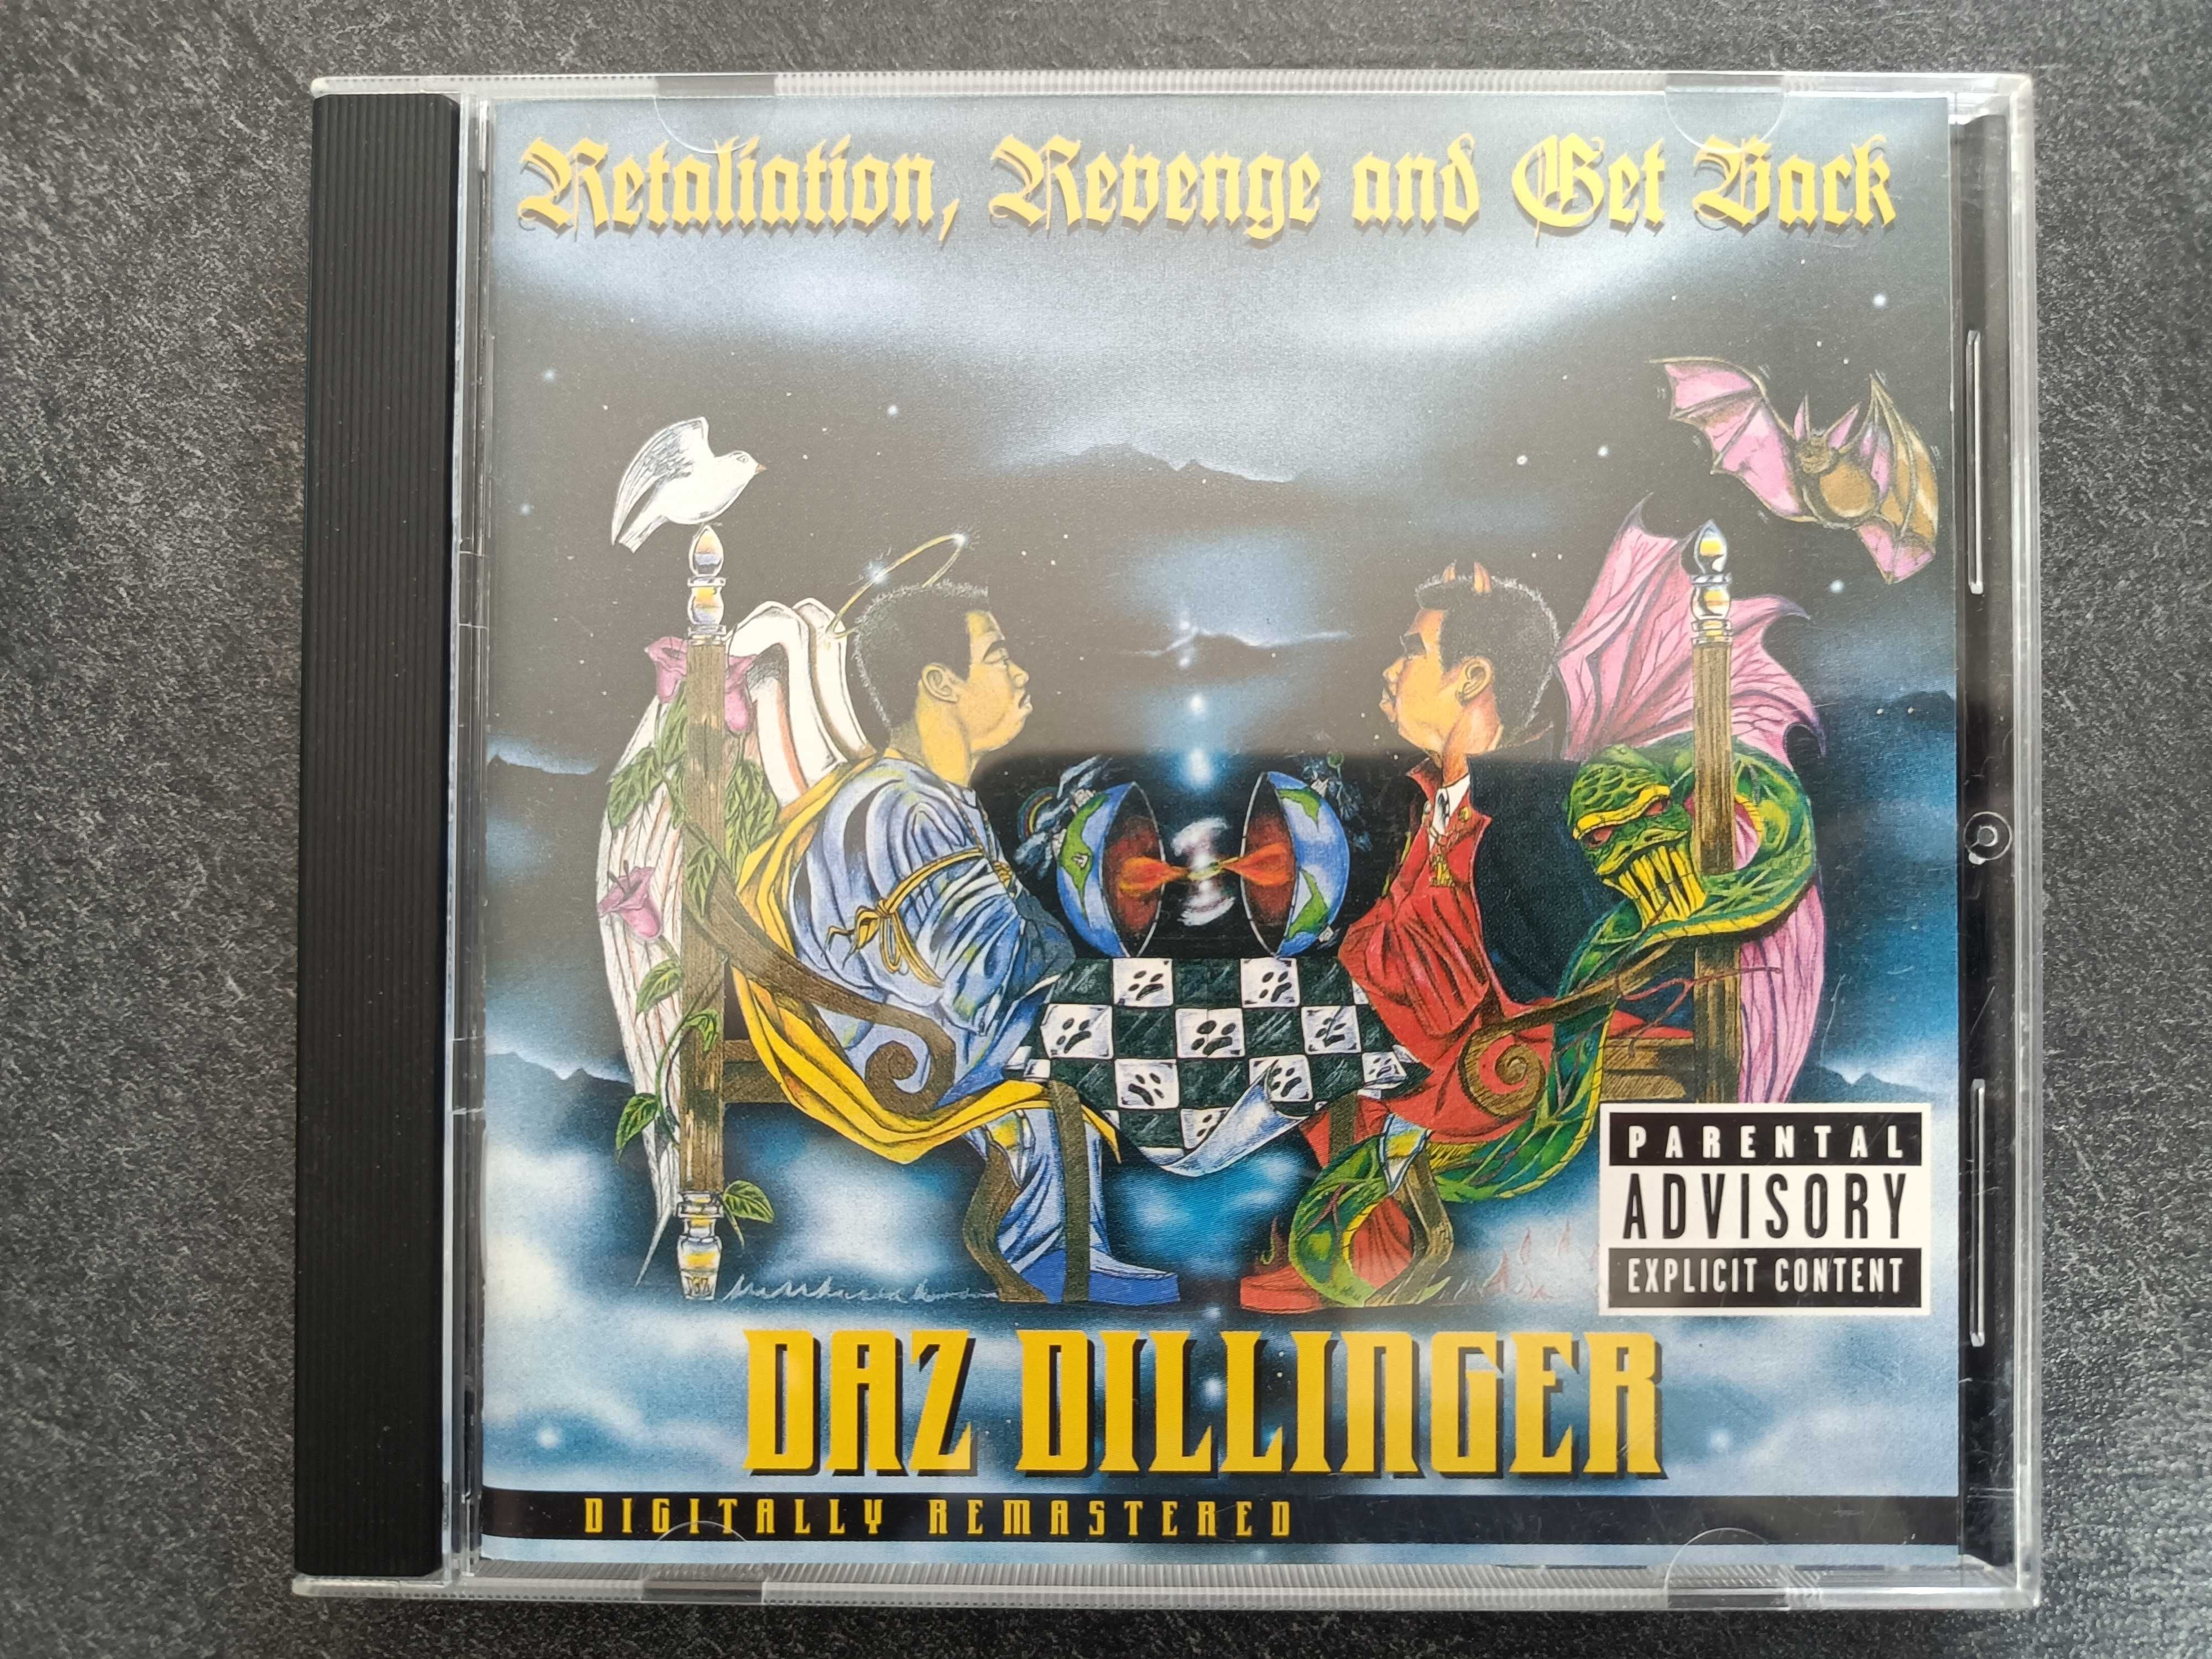 Retaliation, Revenge and Get Back
PARENTAL
ADVISORY
EXPLICIT CONTENT
DAZ DILLINGER
DIGITALLY REMASTERED